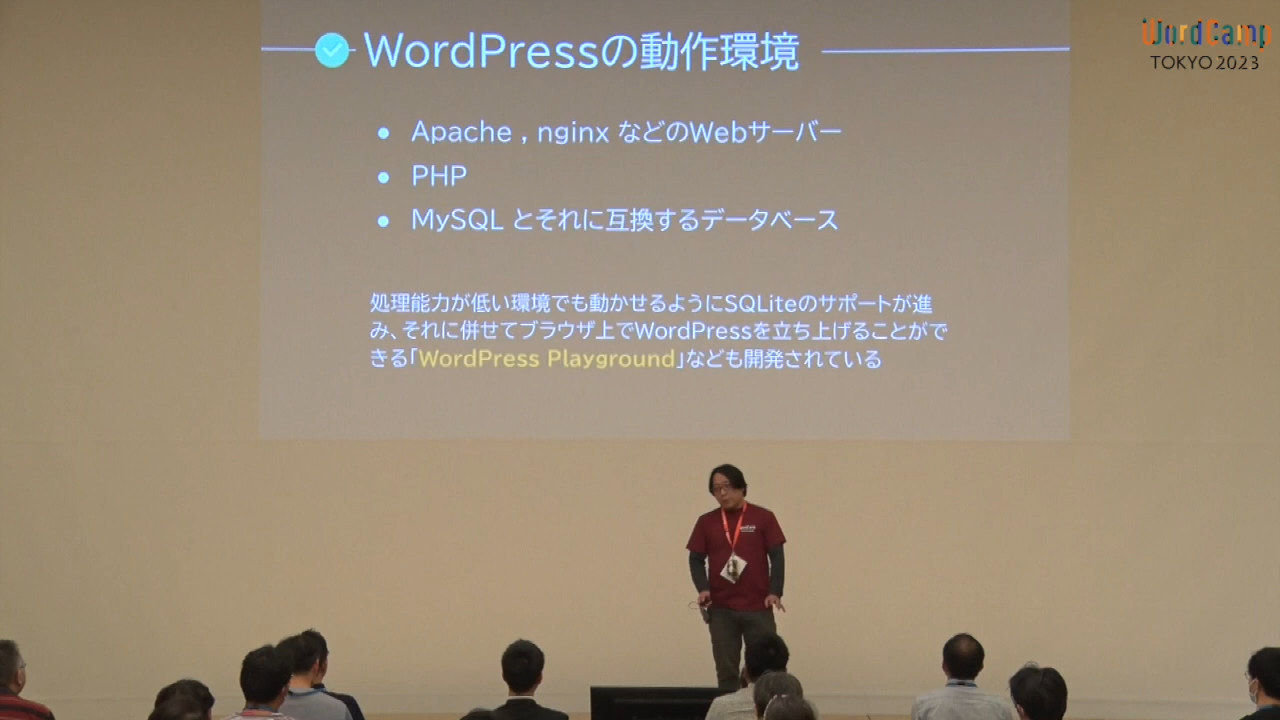 WordPressの動作環境
WordCamp
TOKYO 2023
● Apache , nginx などのWebサーバー
● PHP
● MySQL とそれに互換するデータベース
処理能力が低い環境でも動かせるようにSQLiteのサポートが進
み、それに併せてブラウザ上でWordPressを立ち上げることがで
きる「WordPress Playground」なども開発されている